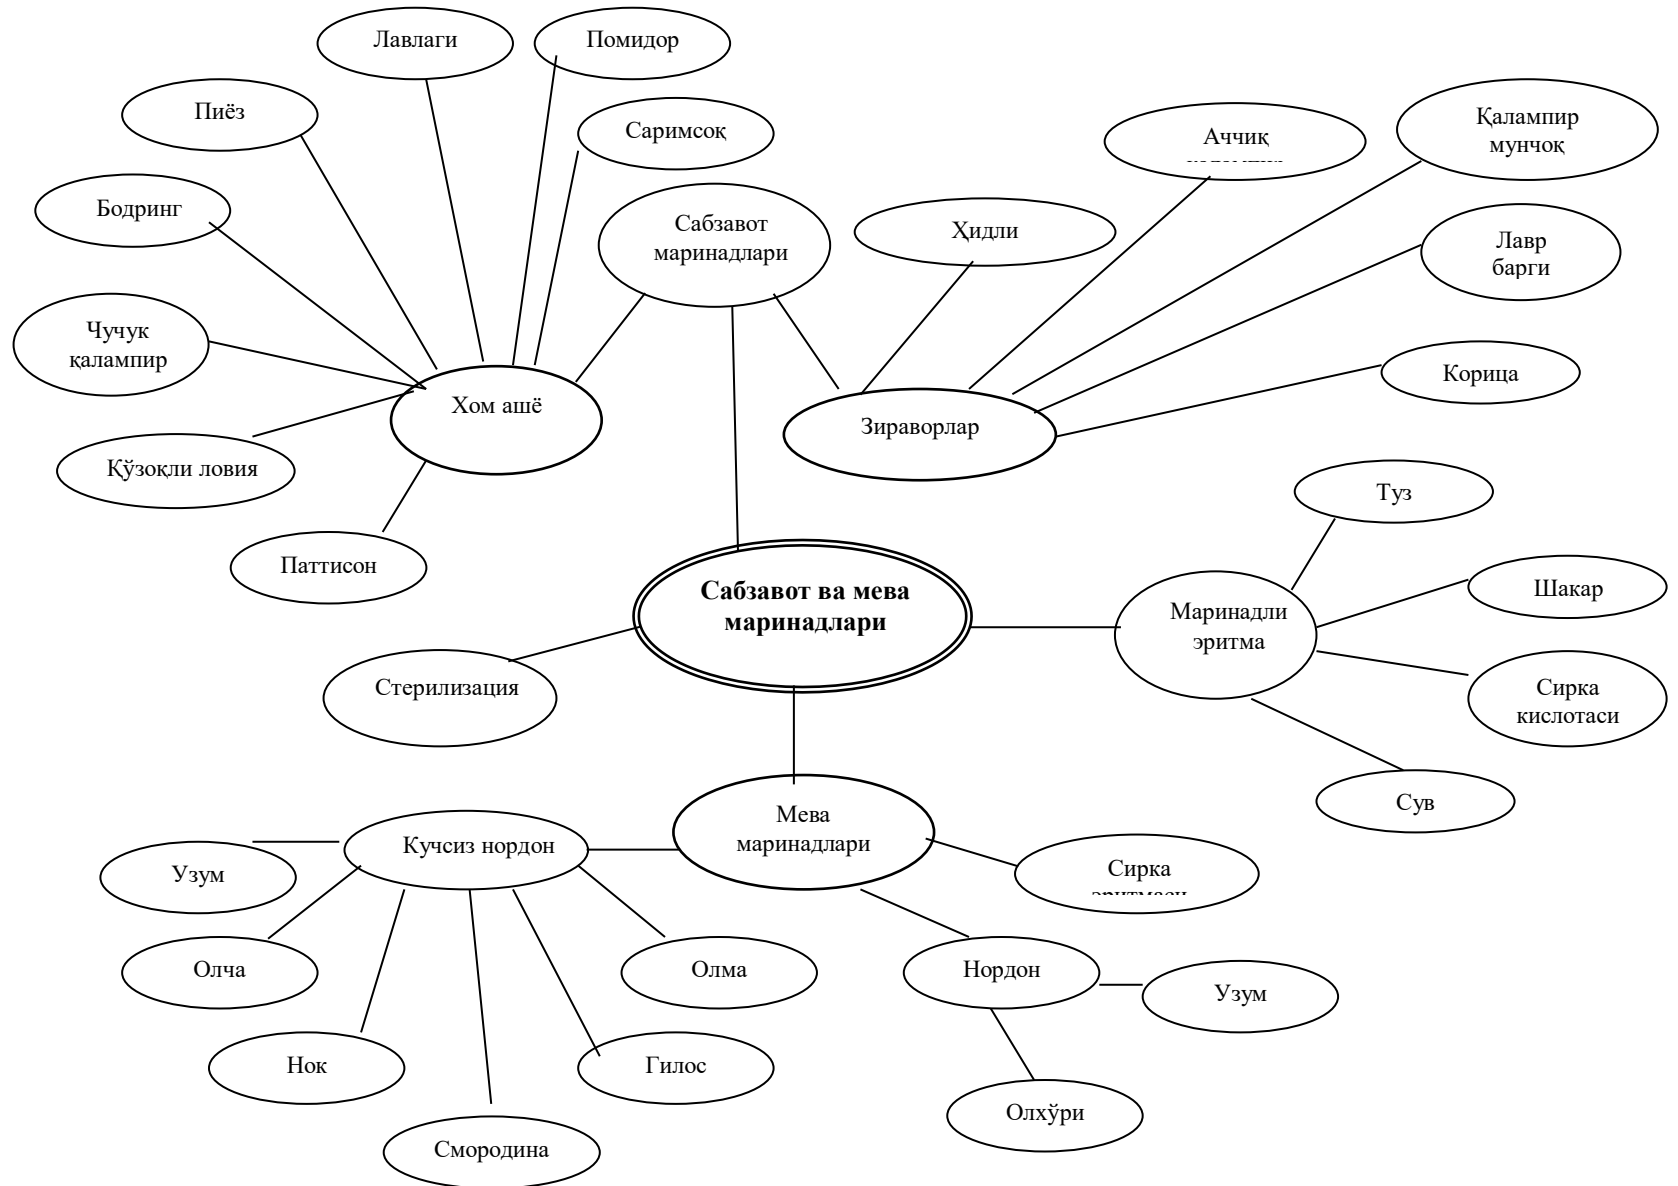 Лавлаги
Помидор
Пиёз
Саримсоқ
Аччиқ
Қалампир
мунчоқ
Бодринг
Сабзавот
маринадлари
Ҳидли
Лавр
барги
Чучук
қалампир
Хом ашё
Зираворлар
Корица
Қўзоқли ловия
Паттисон
Туз
Сабзавот ва мева
маринадлари
Маринадли
эритма
Шакар
Стерилизация
Сирка
кислотаси
Сув
Мева
маринадлари
Кучсиз нордон
Узум
Сирка
Олча
Олма
Нордон
Узум
Нок
Гилос
Олхўри
Смородина